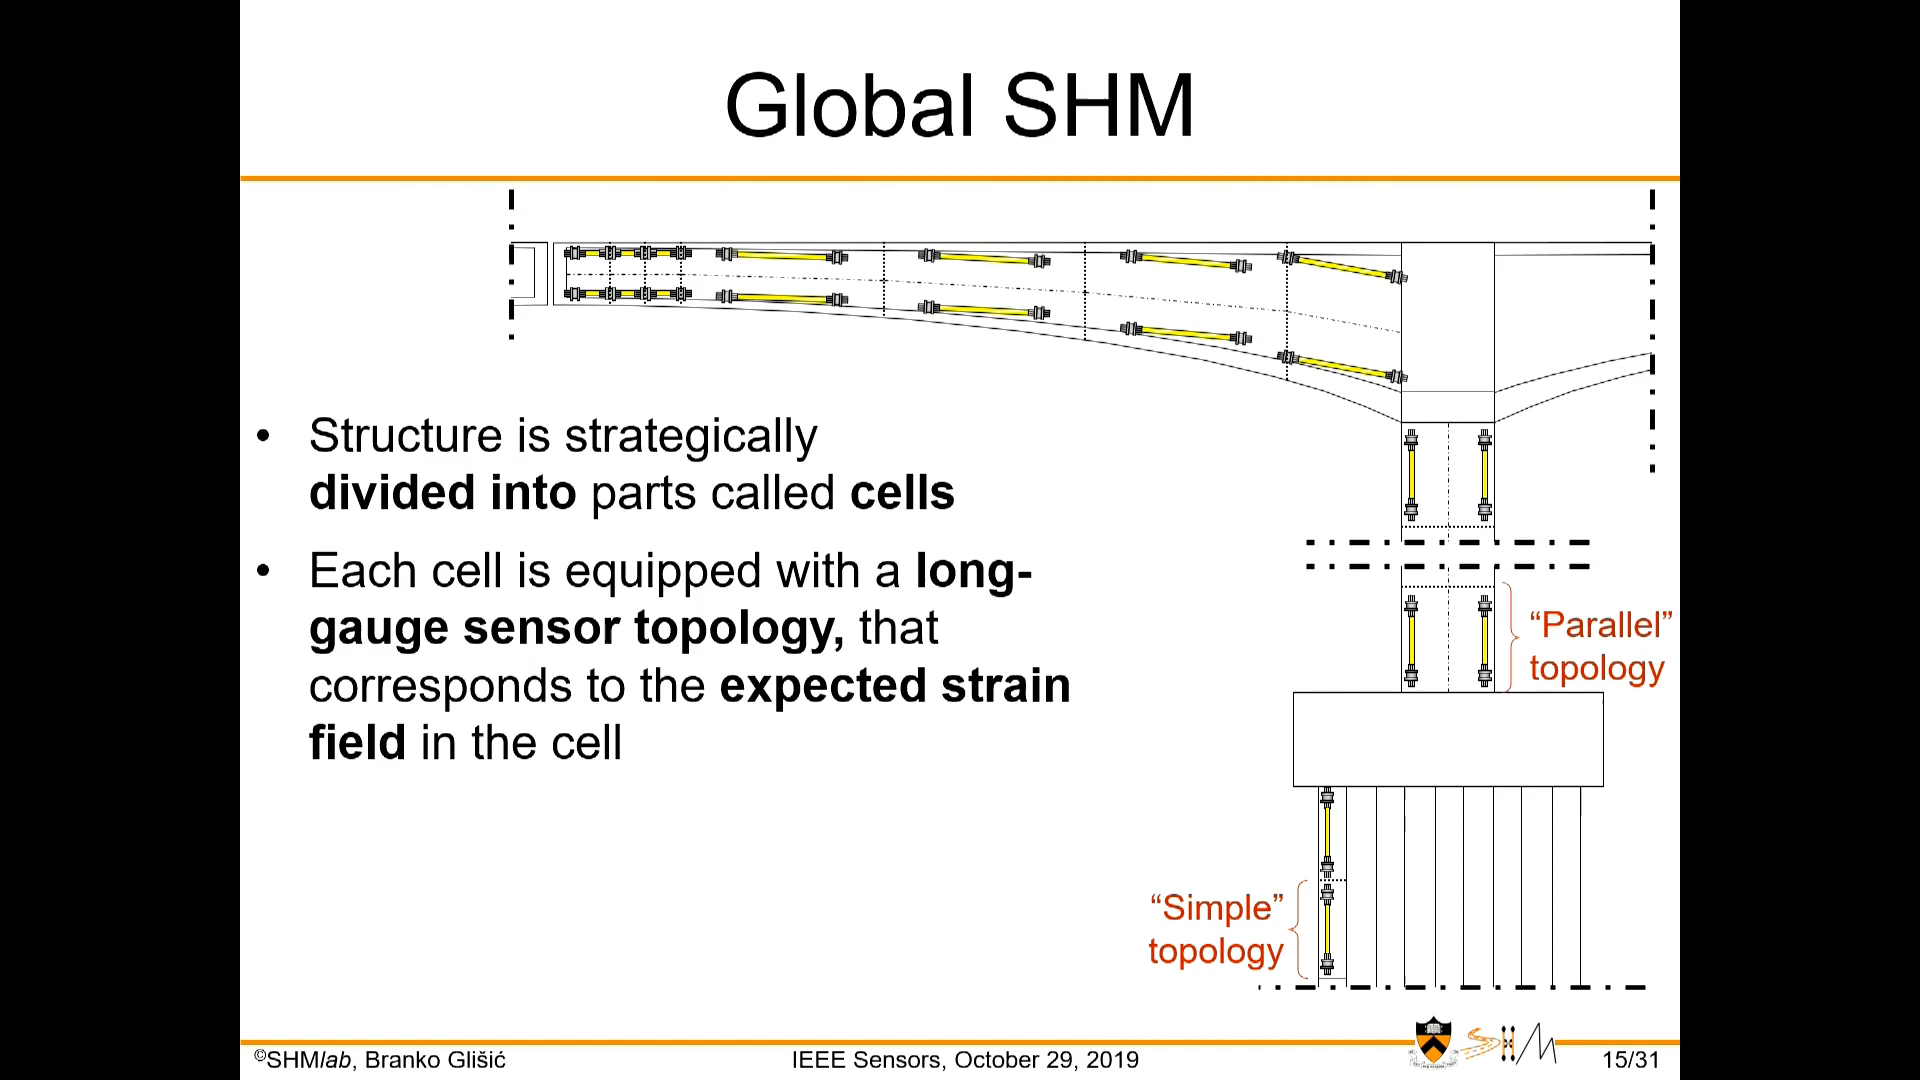 Global SHM
• Structure is strategically
divided into parts called cells
• Each cell is equipped with a long-
gauge sensor topology, that
corresponds to the expected strain
field in the cell
“Parallel”
topology
“Simple”
topology
SHM
©SHMlab, Branko Glišić
IEEE Sensors, October 29, 2019
15/31